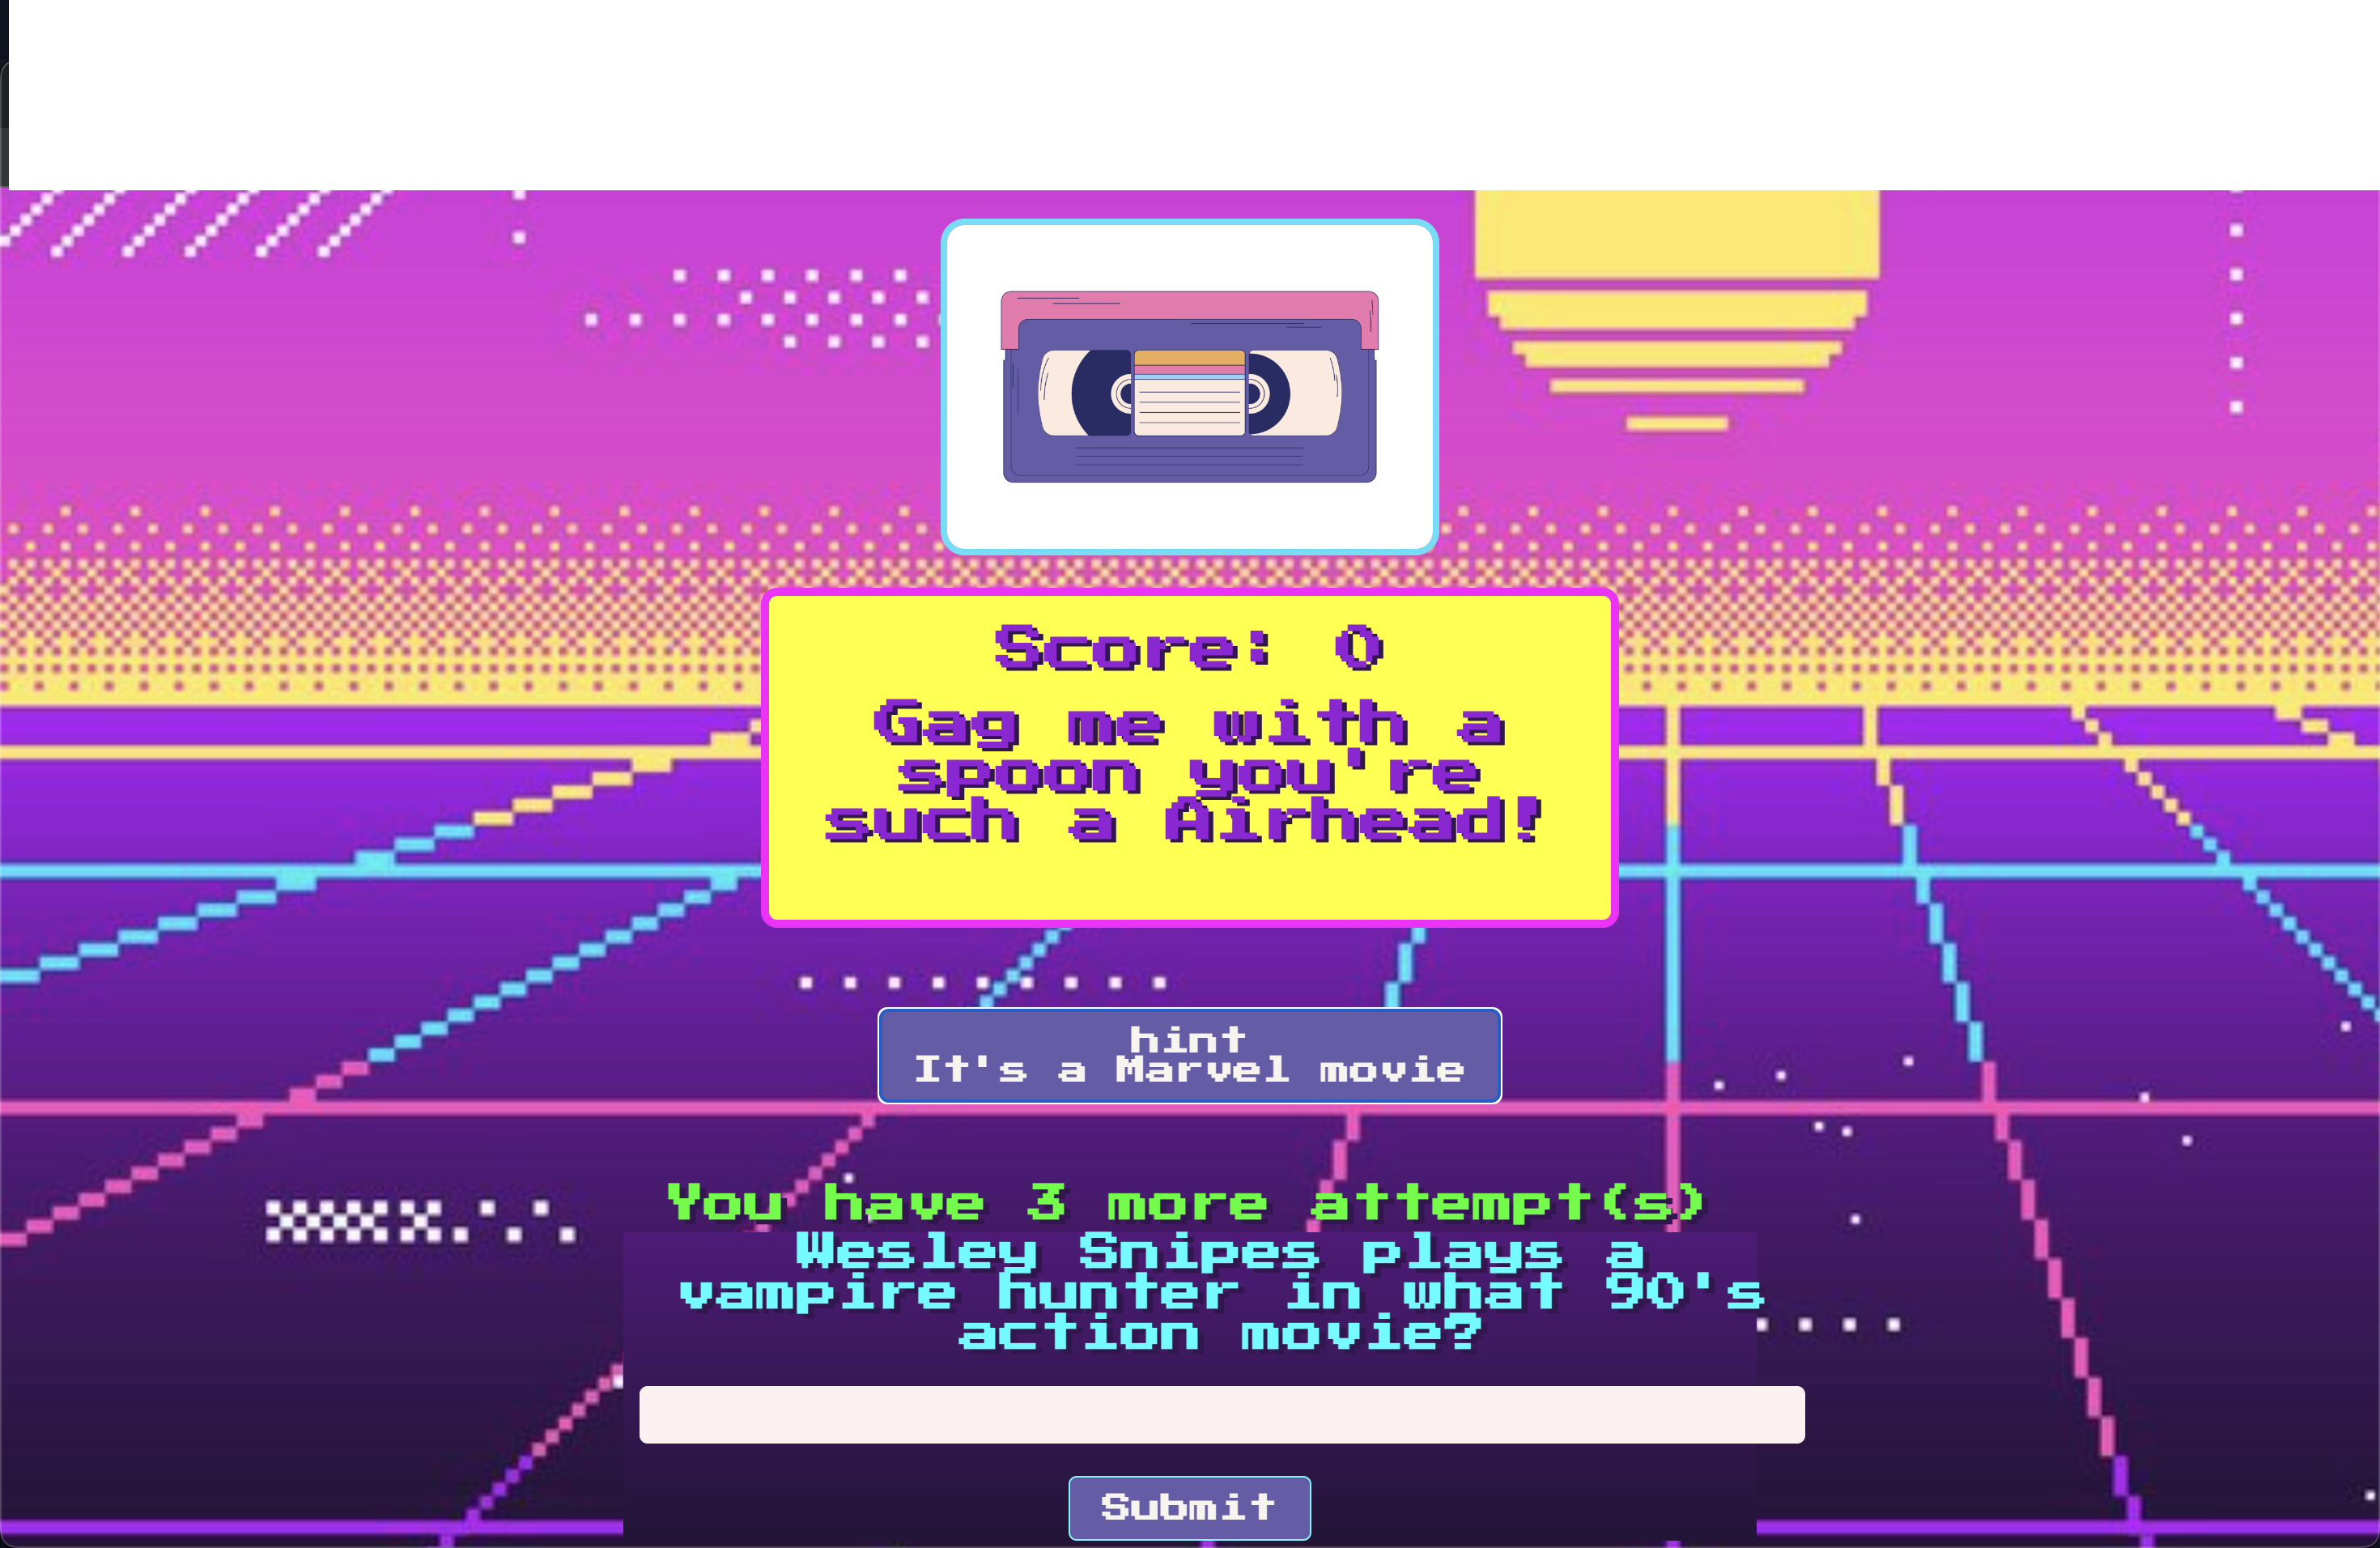 Score: 0
Gag me with a
spoon you're
such a Airhead!
hint
It's a Marvel movie
You have 3 more attempt(s)
Wesley Snipes plays a
vampire hunter in what 90's
action movie?
Submit